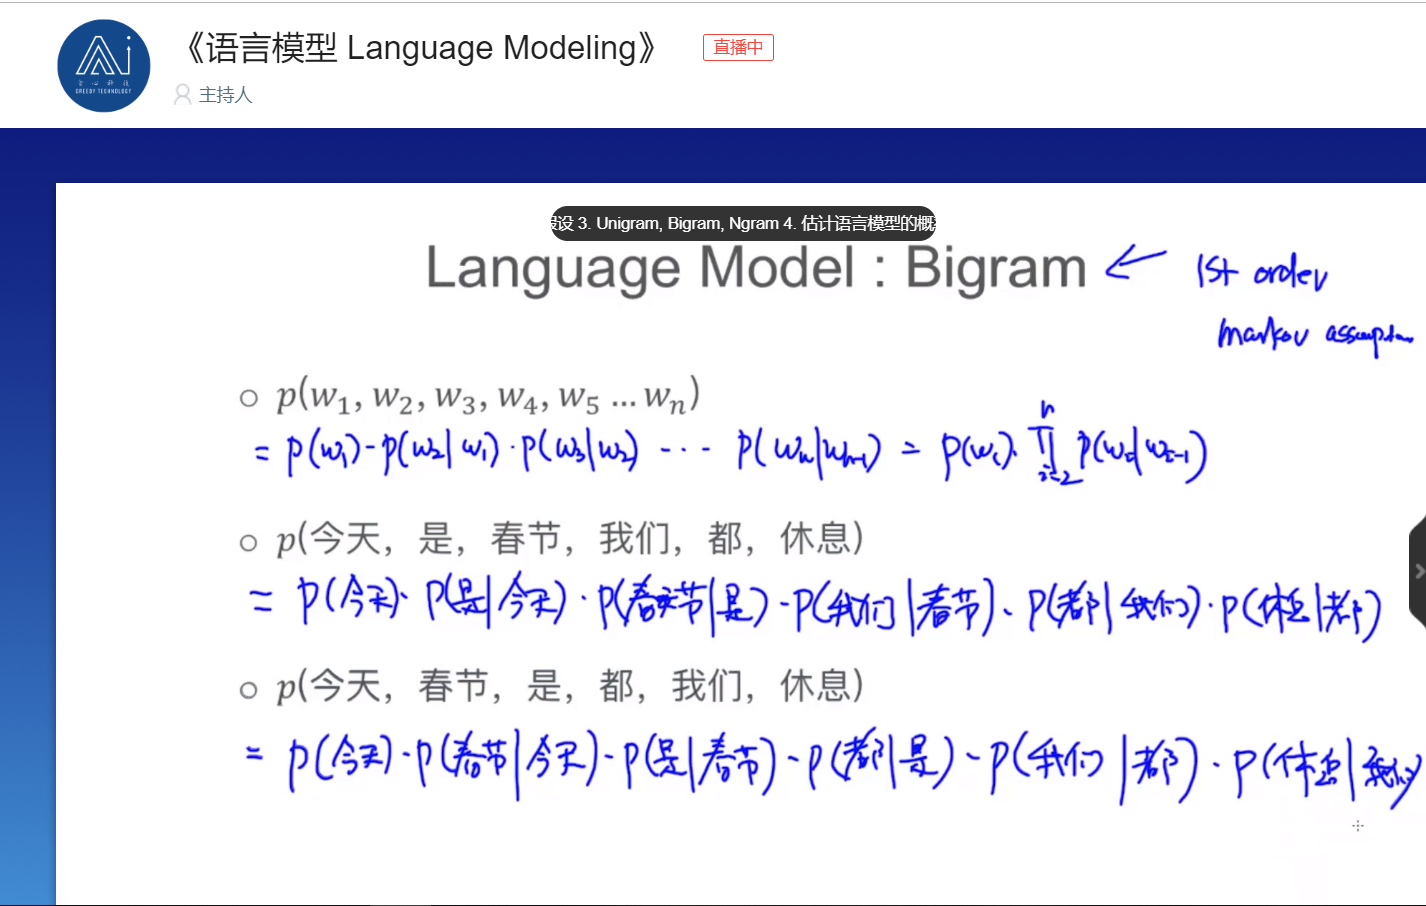 《语言模型 Language Modeling》 直播中
主持人
GREEDY TECHNOLOGY
设 3. Unigram, Bigram, Ngram 4. 估计语言模型的概
Language Model : Bigram ← 1st order
markov assumption
○ p(w₁, w₂, w₃, w₄, w₅ … wₙ)
= p(w₁)·p(w₂|w₁)·p(w₃|w₂) ···· p(wₙ|wₙ₋₁) = p(w₁)·∏ⁿᵢ₌₂ p(wᵢ|wᵢ₋₁)
○ p(今天，是，春节，我们，都，休息)
= p(今天)·p(是|今天)·p(春节|是)·p(我们|春节)·p(都|我们)·p(休息|都)
○ p(今天，春节，是，都，我们，休息)
= p(今天)·p(春节|今天)·p(是|春节)·p(都|是)·p(我们|都)·p(休息|我们)